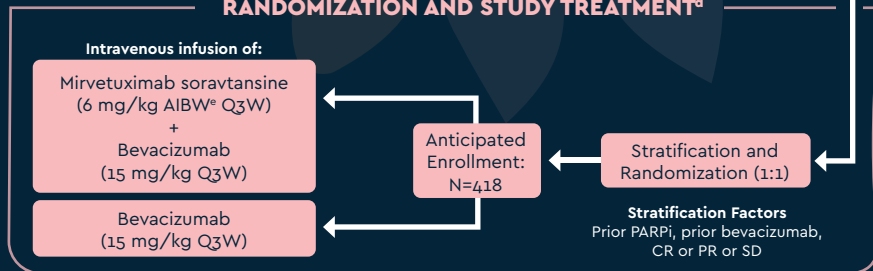 RANDOMIZATION AND STUDY TREATMENTᵈ
Intravenous infusion of:
Mirvetuximab soravtansine
(6 mg/kg AIBWᵉ Q3W)
+
Bevacizumab
(15 mg/kg Q3W)
Bevacizumab
(15 mg/kg Q3W)
Anticipated
Enrollment:
N=418
Stratification and
Randomization (1:1)
Stratification Factors
Prior PARPi, prior bevacizumab,
CR or PR or SD